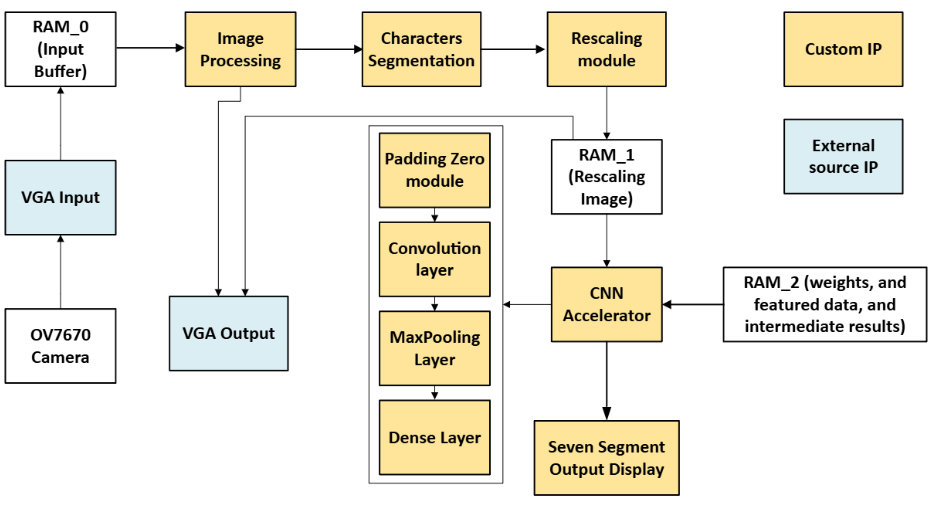 RAM_0
(Input
Buffer)
Image
Processing
Characters
Segmentation
Rescaling
module
Custom IP
External
source IP
VGA Input
Padding Zero
module
RAM_1
(Rescaling
Image)
Convolution
layer
CNN
Accelerator
RAM_2 (weights, and
featured data, and
intermediate results)
OV7670
Camera
VGA Output
MaxPooling
Layer
Dense Layer
Seven Segment
Output Display